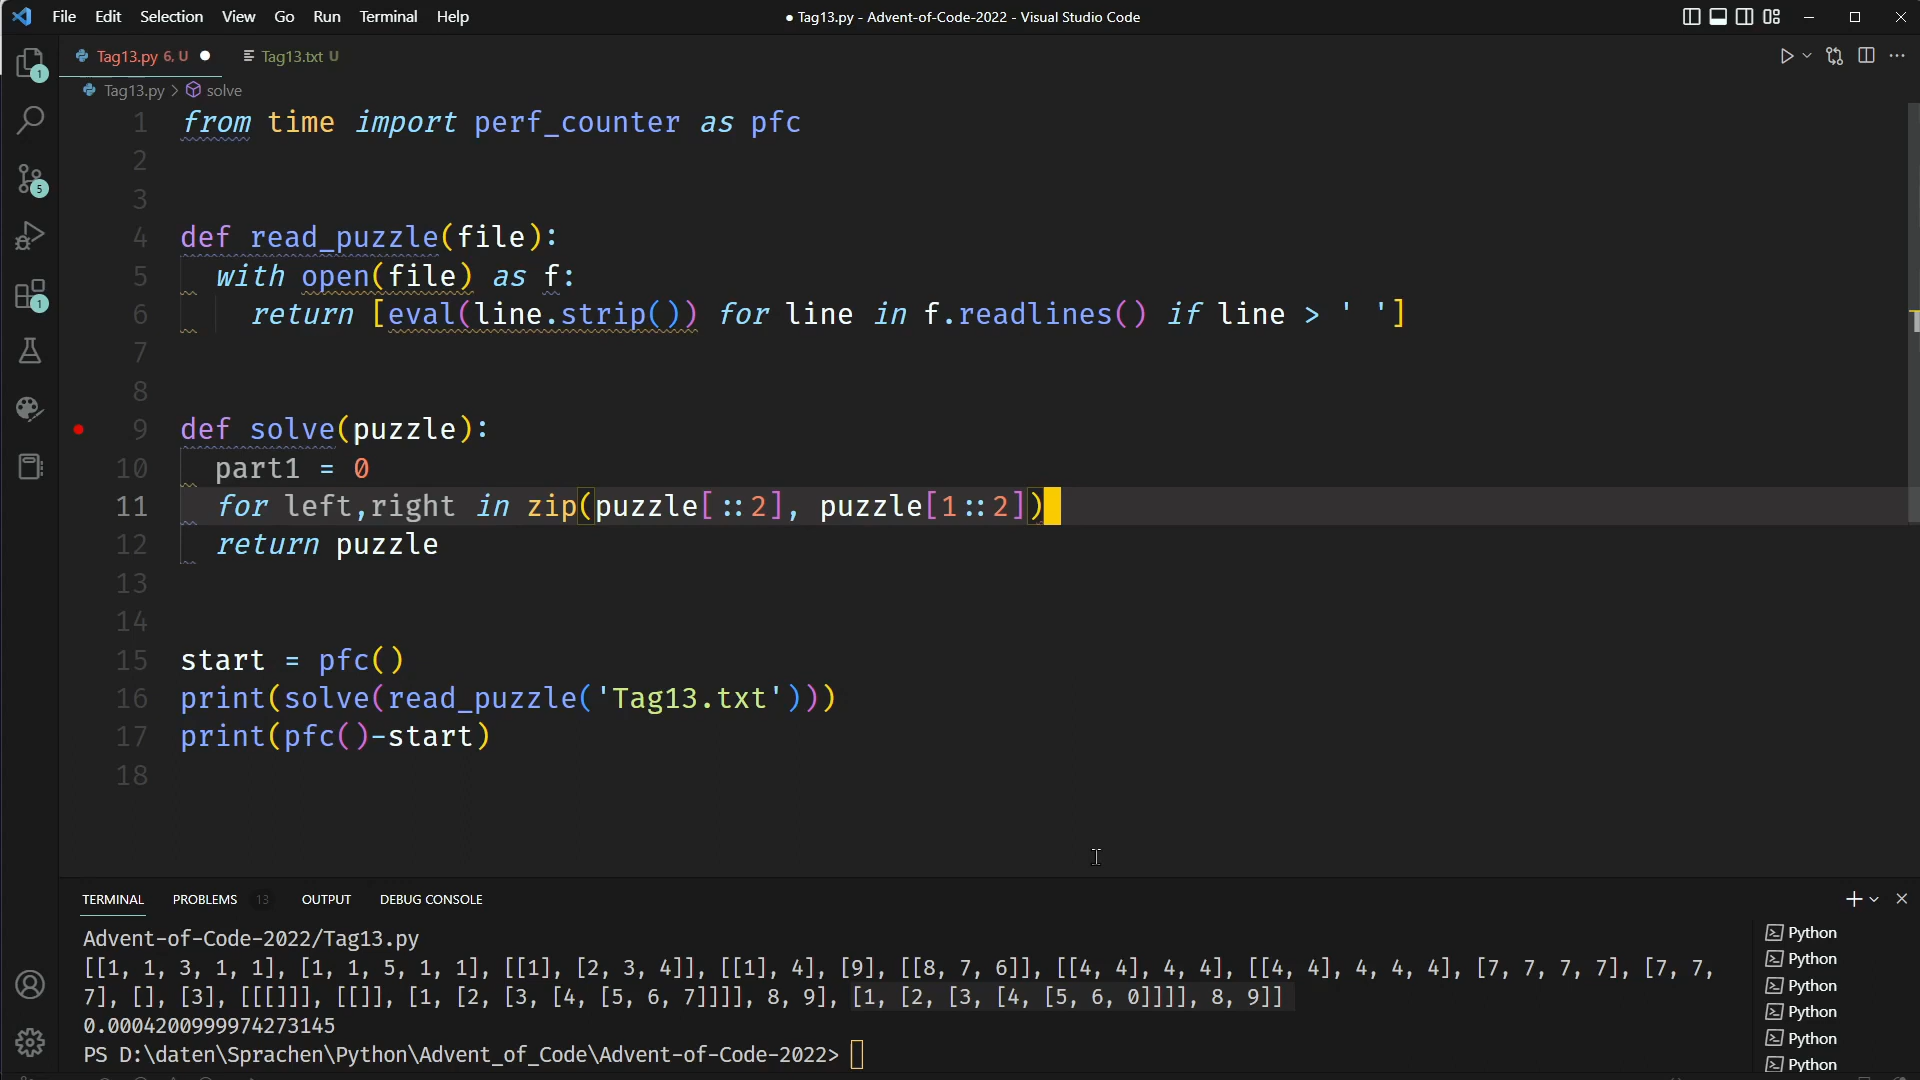 File Edit Selection View Go Run Terminal Help
● Tag13.py - Advent-of-Code-2022 - Visual Studio Code
Tag13.py 6, U ●
Tag13.txt U
Tag13.py > solve
1
5
1
1 from time import perf_counter as pfc
2
3
4 def read_puzzle(file):
5 with open(file) as f:
6 return [eval(line.strip()) for line in f.readlines() if line > ' ']
7
8
9 def solve(puzzle):
10 part1 = 0
11 for left,right in zip(puzzle[::2], puzzle[1::2])
12 return puzzle
13
14
15 start = pfc()
16 print(solve(read_puzzle('Tag13.txt')))
17 print(pfc()-start)
18
TERMINAL PROBLEMS 13 OUTPUT DEBUG CONSOLE
Advent-of-Code-2022/Tag13.py
[[1, 1, 3, 1, 1], [1, 1, 5, 1, 1], [[1], [2, 3, 4]], [[1], 4], [9], [[8, 7, 6]], [[4, 4], 4, 4], [[4, 4], 4, 4, 4], [7, 7, 7, 7], [7, 7,
7], [], [3], [[[]]], [[]], [1, [2, [3, [4, [5, 6, 7]]]], 8, 9], [1, [2, [3, [4, [5, 6, 0]]]], 8, 9]]
0.0004200999974273145
PS D:\daten\Sprachen\Python\Advent_of_Code\Advent-of-Code-2022>
Python
Python
Python
Python
Python
Python